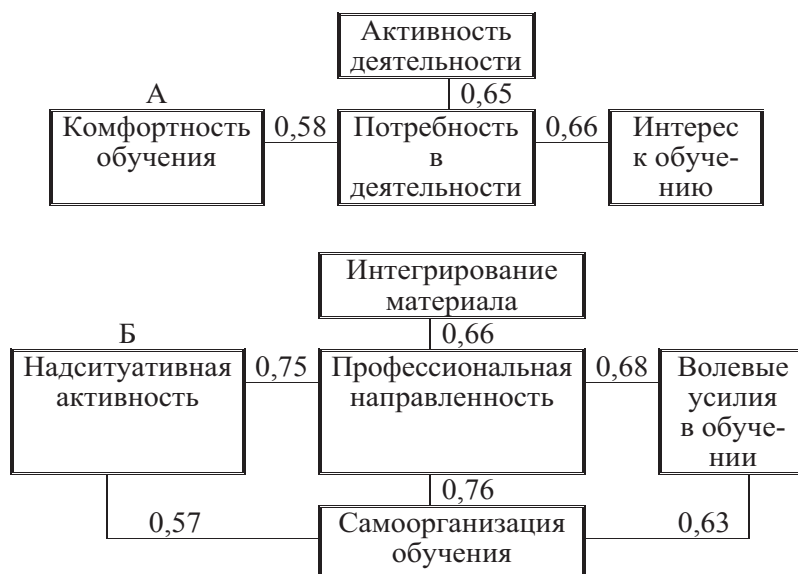 Активность
деятельности
А
0,65
Комфортность
обучения
0,58
Потребность
в
деятельности
0,66
Интерес
к обуче-
нию
Интегрирование
материала
Б
0,66
Надситуативная
активность
0,75
Профессиональная
направленность
0,68
Волевые
усилия
в обуче-
нии
0,76
0,57
Самоорганизация
обучения
0,63